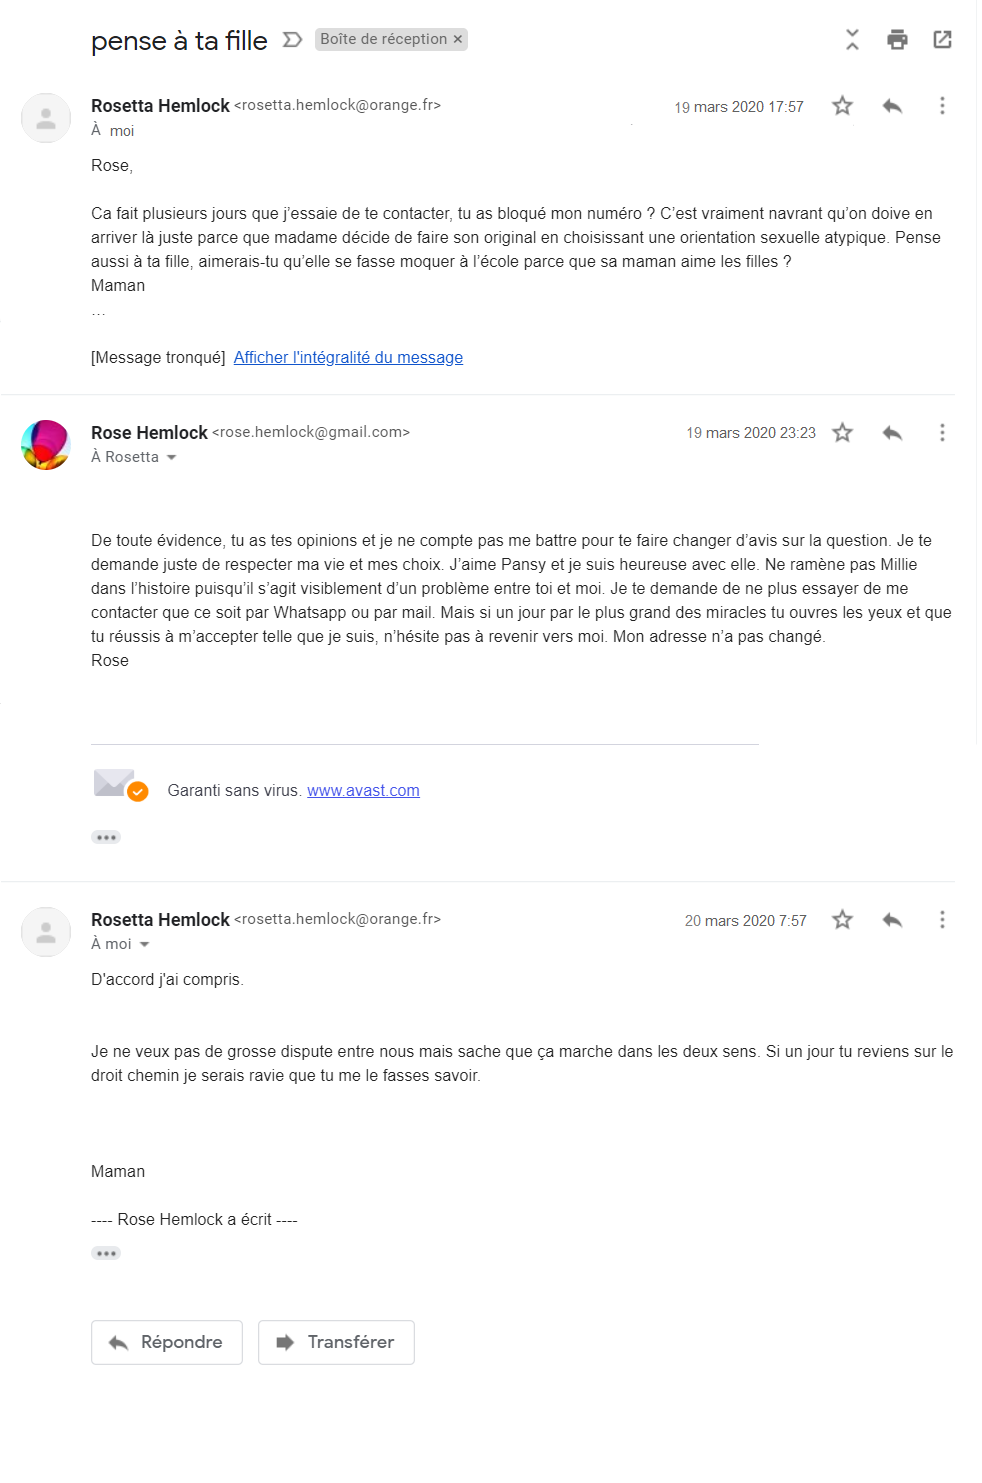 pense à ta fille Boîte de réception ×
Rosetta Hemlock <rosetta.hemlock@orange.fr> 19 mars 2020 17:57
À moi
Rose,
Ca fait plusieurs jours que j’essaie de te contacter, tu as bloqué mon numéro ? C’est vraiment navrant qu’on doive en
arriver là juste parce que madame décide de faire son original en choisissant une orientation sexuelle atypique. Pense
aussi à ta fille, aimerais-tu qu’elle se fasse moquer à l’école parce que sa maman aime les filles ?
Maman
...
[Message tronqué] Afficher l'intégralité du message
Rose Hemlock <rose.hemlock@gmail.com> 19 mars 2020 23:23
À Rosetta
De toute évidence, tu as tes opinions et je ne compte pas me battre pour te faire changer d’avis sur la question. Je te
demande juste de respecter ma vie et mes choix. J’aime Pansy et je suis heureuse avec elle. Ne ramène pas Millie
dans l’histoire puisqu’il s’agit visiblement d’un problème entre toi et moi. Je te demande de ne plus essayer de me
contacter que ce soit par Whatsapp ou par mail. Mais si un jour par le plus grand des miracles tu ouvres les yeux et que
tu réussis à m’accepter telle que je suis, n’hésite pas à revenir vers moi. Mon adresse n’a pas changé.
Rose
Garanti sans virus. www.avast.com
Rosetta Hemlock <rosetta.hemlock@orange.fr> 20 mars 2020 7:57
À moi
D'accord j'ai compris.
Je ne veux pas de grosse dispute entre nous mais sache que ça marche dans les deux sens. Si un jour tu reviens sur le
droit chemin je serais ravie que tu me le fasses savoir.
Maman
---- Rose Hemlock a écrit ----
Répondre Transférer